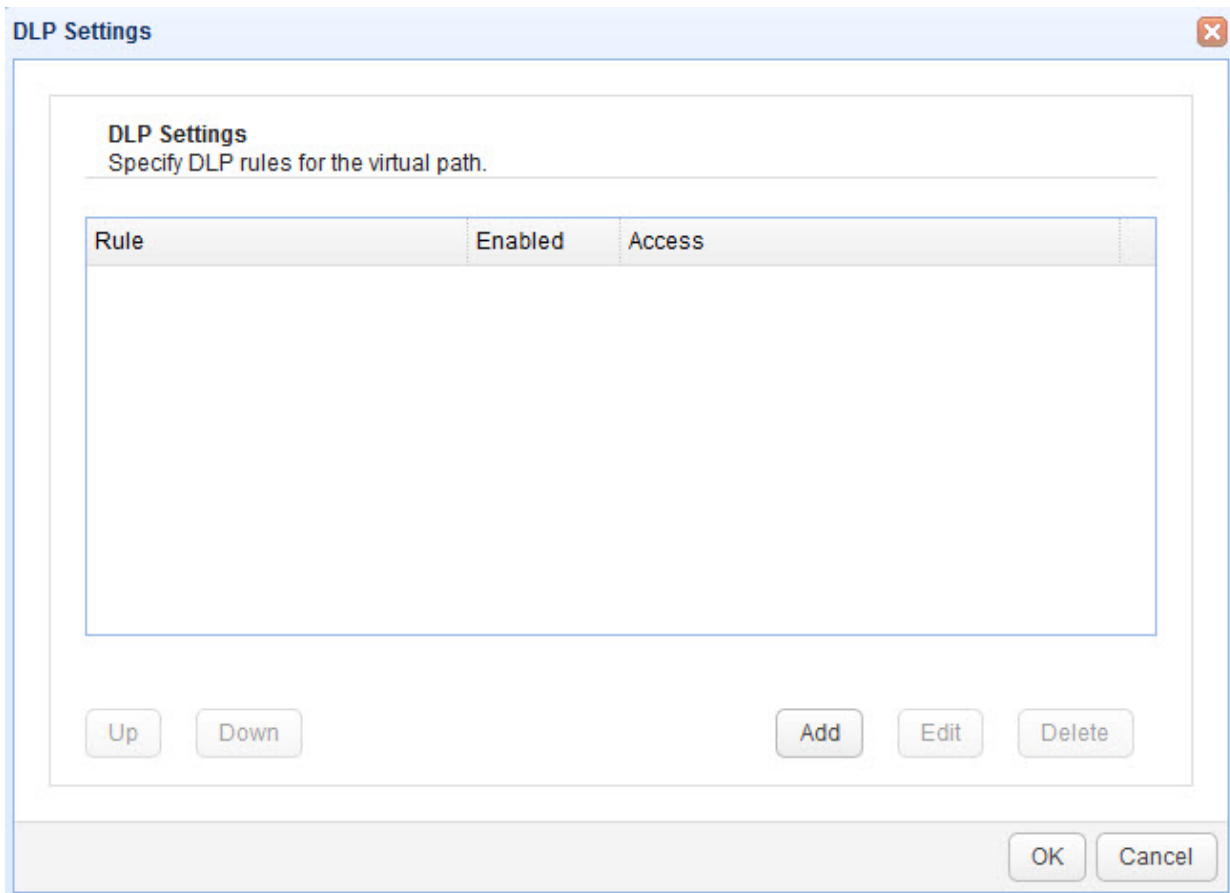 DLP Settings
DLP Settings
Specify DLP rules for the virtual path.
Rule Enabled Access
Up Down Add Edit Delete
OK Cancel